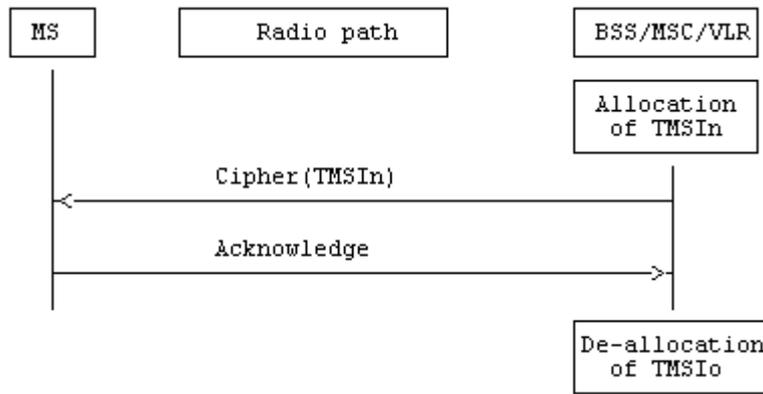 MS
Radio path
BSS/MSC/VLR
Allocation
of TMSIn
Cipher(TMSIn)
Acknowledge
De-allocation
of TMSIo